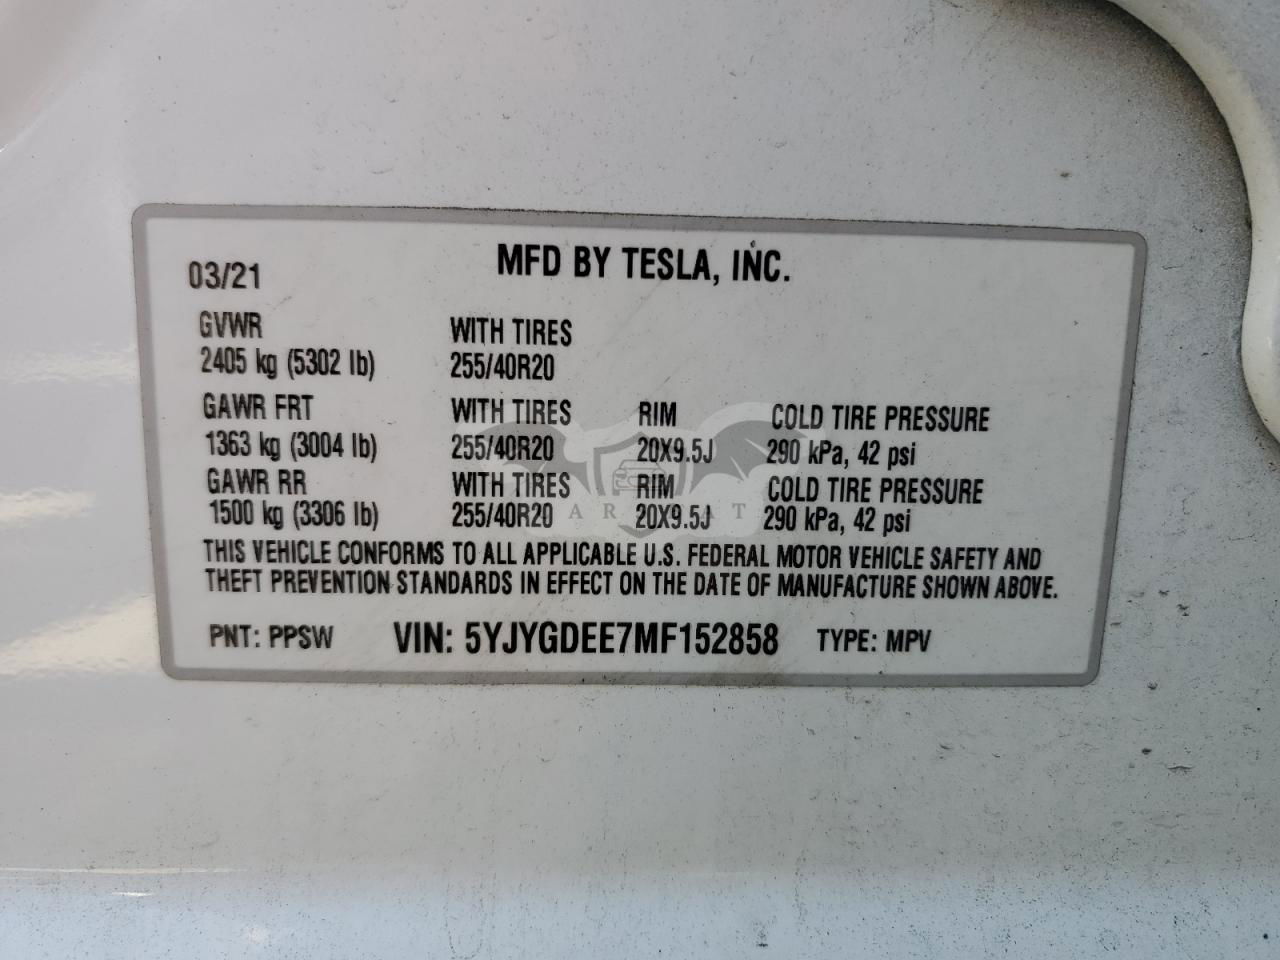 MFD BY TESLA, INC.
03/21
GVWR WITH TIRES
2405 kg (5302 lb) 255/40R20
GAWR FRT WITH TIRES RIM COLD TIRE PRESSURE
1363 kg (3004 lb) 255/40R20 20X9.5J 290 kPa, 42 psi
GAWR RR WITH TIRES RIM COLD TIRE PRESSURE
1500 kg (3306 lb) 255/40R20 20X9.5J 290 kPa, 42 psi
THIS VEHICLE CONFORMS TO ALL APPLICABLE U.S. FEDERAL MOTOR VEHICLE SAFETY AND
THEFT PREVENTION STANDARDS IN EFFECT ON THE DATE OF MANUFACTURE SHOWN ABOVE.
PNT: PPSW VIN: 5YJYGDEE7MF152858 TYPE: MPV